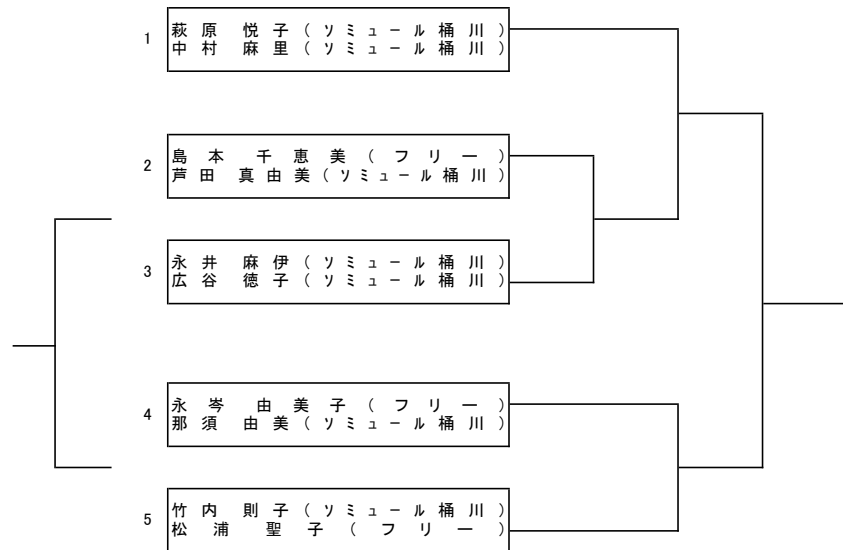 1
萩原 悦子(ソミュール桶川)
中村 麻里(ソミュール桶川)
2
島本 千恵美(フリー)
芦田 真由美(ソミュール桶川)
3
永井 麻伊(ソミュール桶川)
広谷 徳子(ソミュール桶川)
4
永岑 由美子(フリー)
那須 由美(ソミュール桶川)
5
竹内 則子(ソミュール桶川)
松浦 聖子(フリー)